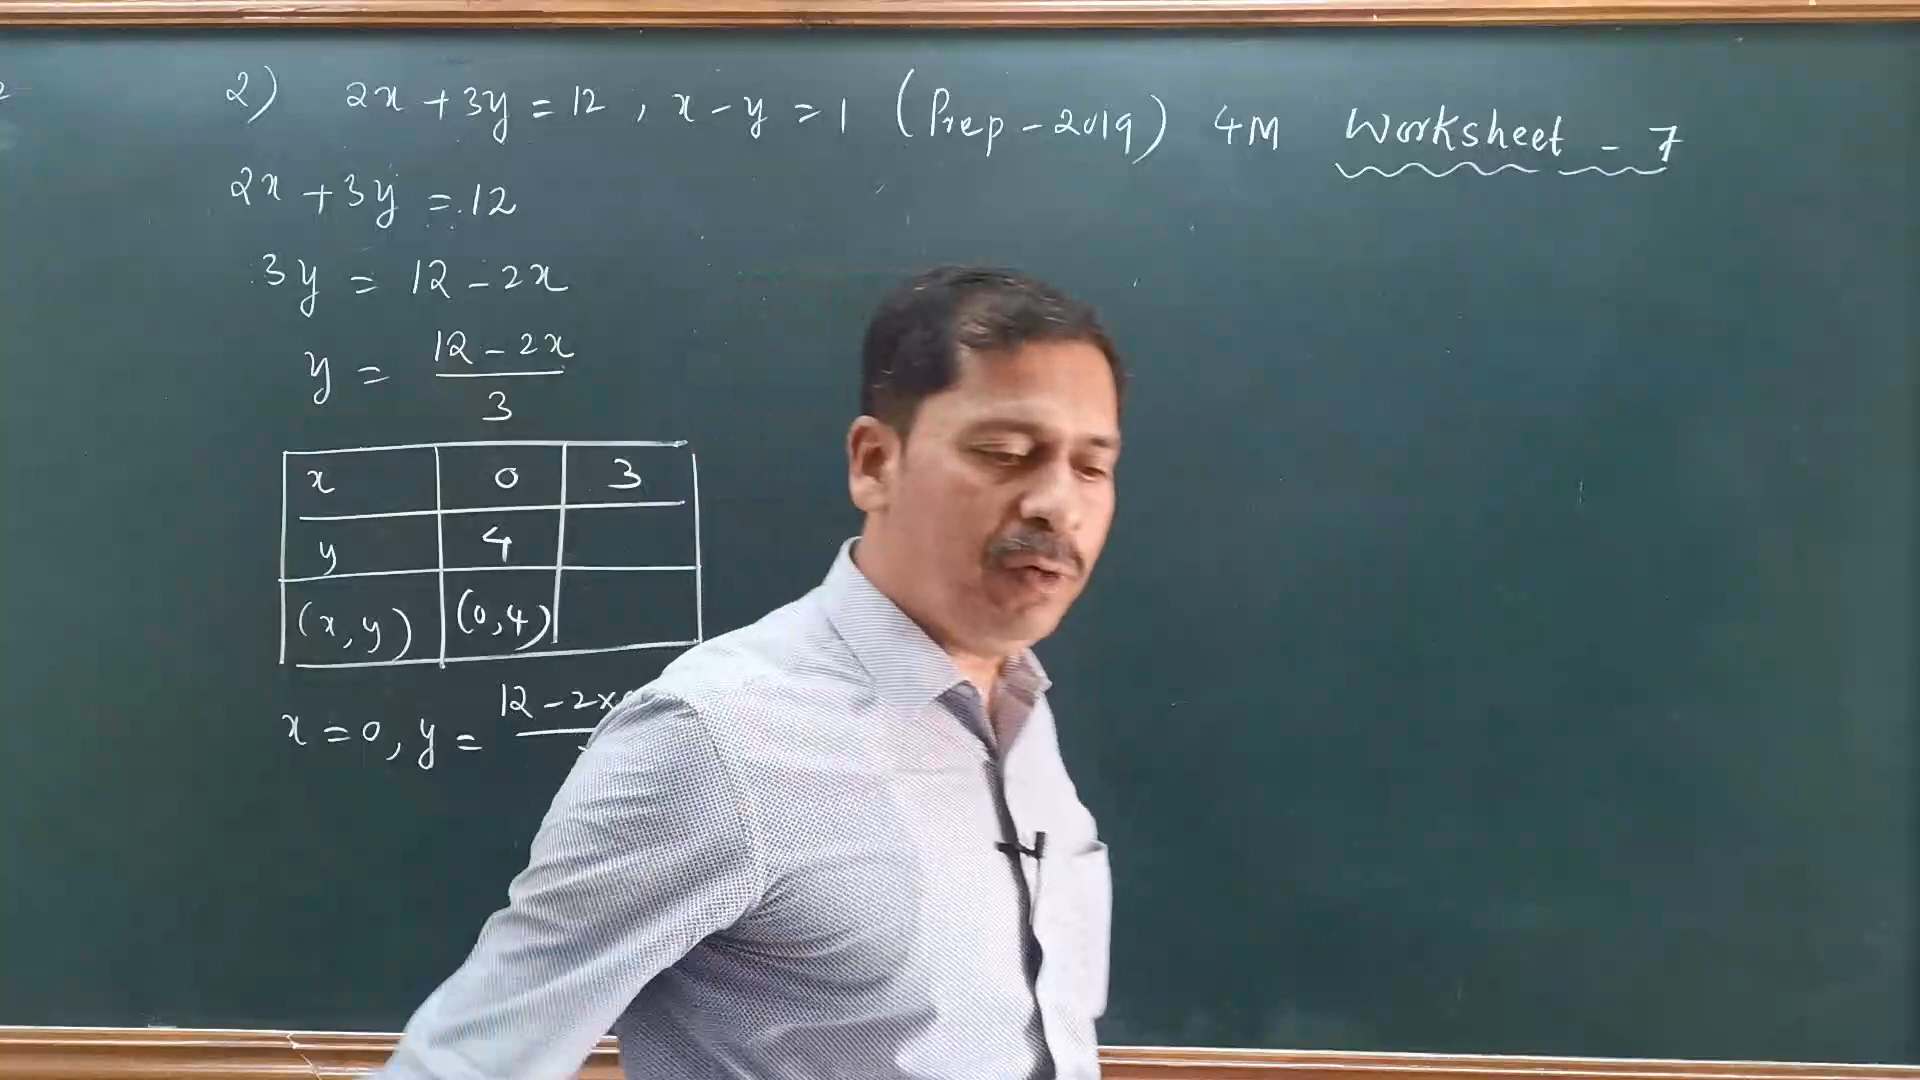 2) 2x + 3y = 12 , x - y = 1 (Prep - 2019) 4M Worksheet - 7
2x + 3y = 12
3y = 12 - 2x
y = 12 - 2x
3
x 0 3
y 4
(x, y) (0,4)
x = 0, y = 12 - 2×